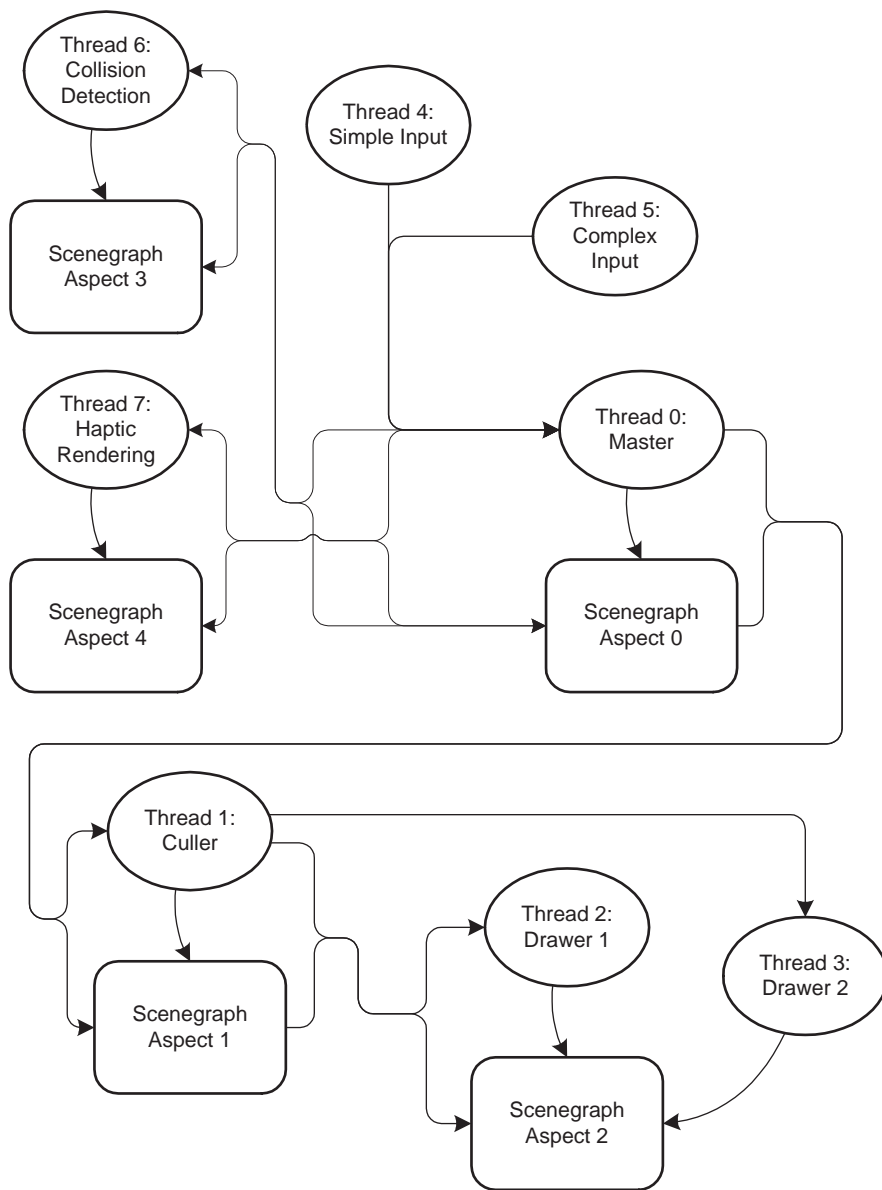 Thread 6:
Collision
Detection
Thread 4:
Simple Input
Thread 5:
Complex
Input
Scenegraph
Aspect 3
Thread 7:
Haptic
Rendering
Thread 0:
Master
Scenegraph
Aspect 4
Scenegraph
Aspect 0
Thread 1:
Culler
Thread 2:
Drawer 1
Thread 3:
Drawer 2
Scenegraph
Aspect 1
Scenegraph
Aspect 2